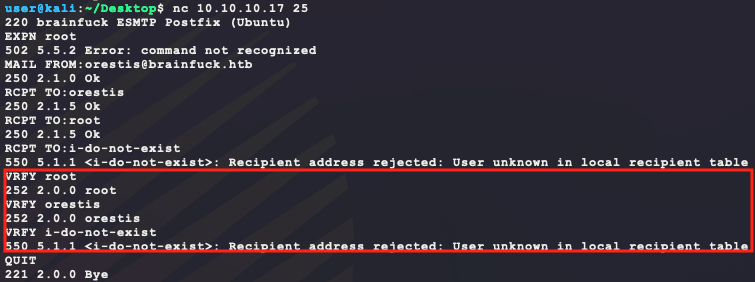 user@kali:~/Desktop$ nc 10.10.10.17 25
220 brainfuck ESMTP Postfix (Ubuntu)
EXPN root
502 5.5.2 Error: command not recognized
MAIL FROM:orestis@brainfuck.htb
250 2.1.0 Ok
RCPT TO:orestis
250 2.1.5 Ok
RCPT TO:root
250 2.1.5 Ok
RCPT TO:i-do-not-exist
550 5.1.1 <i-do-not-exist>: Recipient address rejected: User unknown in local recipient table
VRFY root
252 2.0.0 root
VRFY orestis
252 2.0.0 orestis
VRFY i-do-not-exist
550 5.1.1 <i-do-not-exist>: Recipient address rejected: User unknown in local recipient table
QUIT
221 2.0.0 Bye